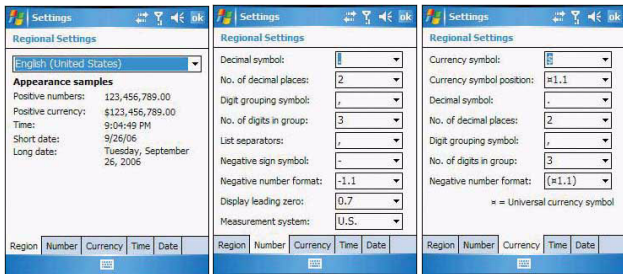 Settings ok
Regional Settings
English (United States)
Appearance samples
Positive numbers: 123,456,789.00
Positive currency: $123,456,789.00
Time: 9:04:49 PM
Short date: 9/26/06
Long date: Tuesday, September
26, 2006
Region Number Currency Time Date
Settings ok
Regional Settings
Decimal symbol: .
No. of decimal places: 2
Digit grouping symbol: ,
No. of digits in group: 3
List separators: ,
Negative sign symbol: -
Negative number format: -1.1
Display leading zero: 0.7
Measurement system: U.S.
Region Number Currency Time Date
Settings ok
Regional Settings
Currency symbol: $
Currency symbol position: ¤1.1
Decimal symbol: .
No. of decimal places: 2
Digit grouping symbol: ,
No. of digits in group: 3
Negative number format: (¤1.1)
¤ = Universal currency symbol
Region Number Currency Time Date